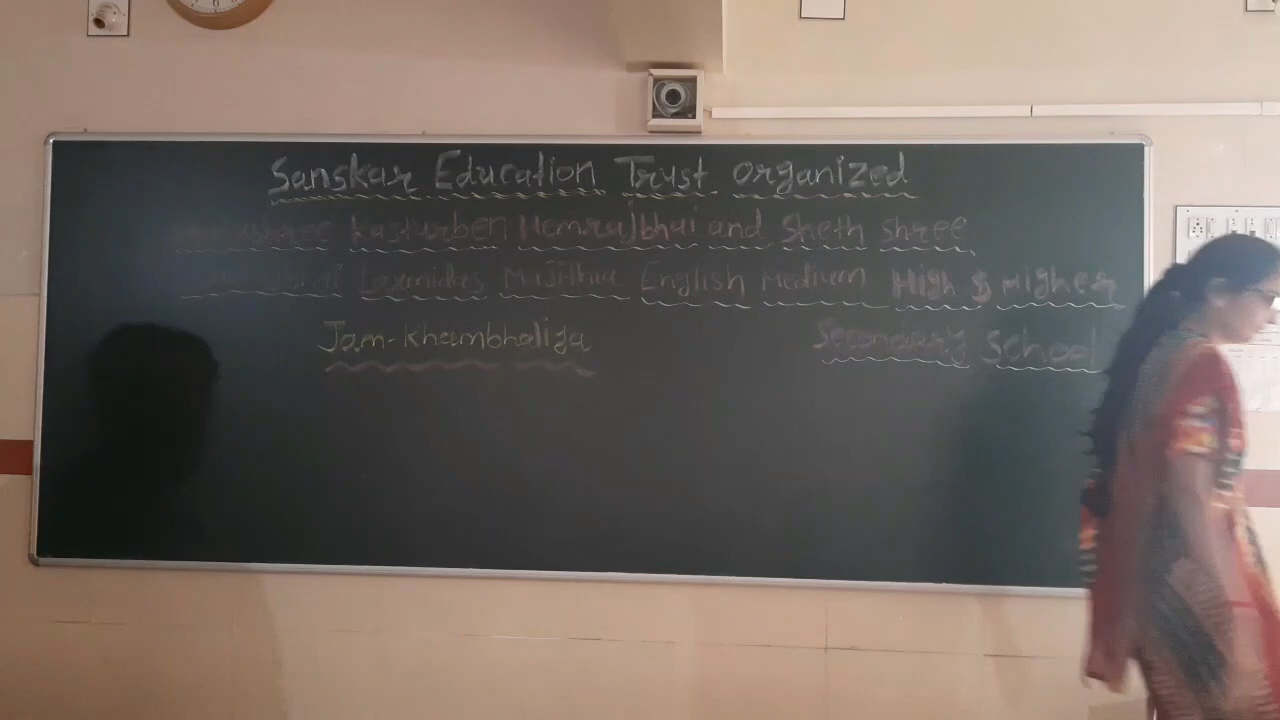 Sanskar Education Trust organized
Kasturben Hemrajbhai and Sheth Shree
Laxmidas Majithia English Medium High & Higher
Jam-Khambhaliya Secondary School